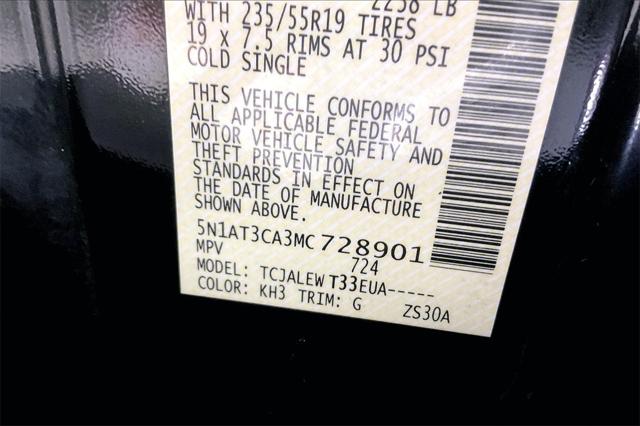 2258 LB
WITH 235/55R19 TIRES
19 x 7.5 RIMS AT 30 PSI
COLD SINGLE
THIS VEHICLE CONFORMS TO
ALL APPLICABLE FEDERAL
MOTOR VEHICLE SAFETY AND
THEFT PREVENTION
STANDARDS IN EFFECT ON
THE DATE OF MANUFACTURE
SHOWN ABOVE.
5N1AT3CA3MC728901
MPV 724
MODEL: TCJALEWT33EUA-----
COLOR: KH3 TRIM: G ZS30A